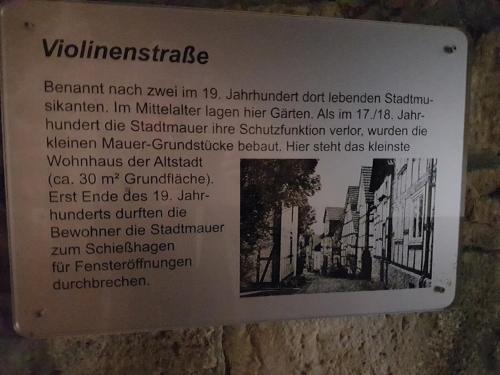 Violinenstraße
Benannt nach zwei im 19. Jahrhundert dort lebenden Stadtmu-
sikanten. Im Mittelalter lagen hier Gärten. Als im 17./18. Jahr-
hundert die Stadtmauer ihre Schutzfunktion verlor, wurden die
kleinen Mauer-Grundstücke bebaut. Hier steht das kleinste
Wohnhaus der Altstadt
(ca. 30 m² Grundfläche).
Erst Ende des 19. Jahr-
hunderts durften die
Bewohner die Stadtmauer
zum Schießhagen
für Fensteröffnungen
durchbrechen.